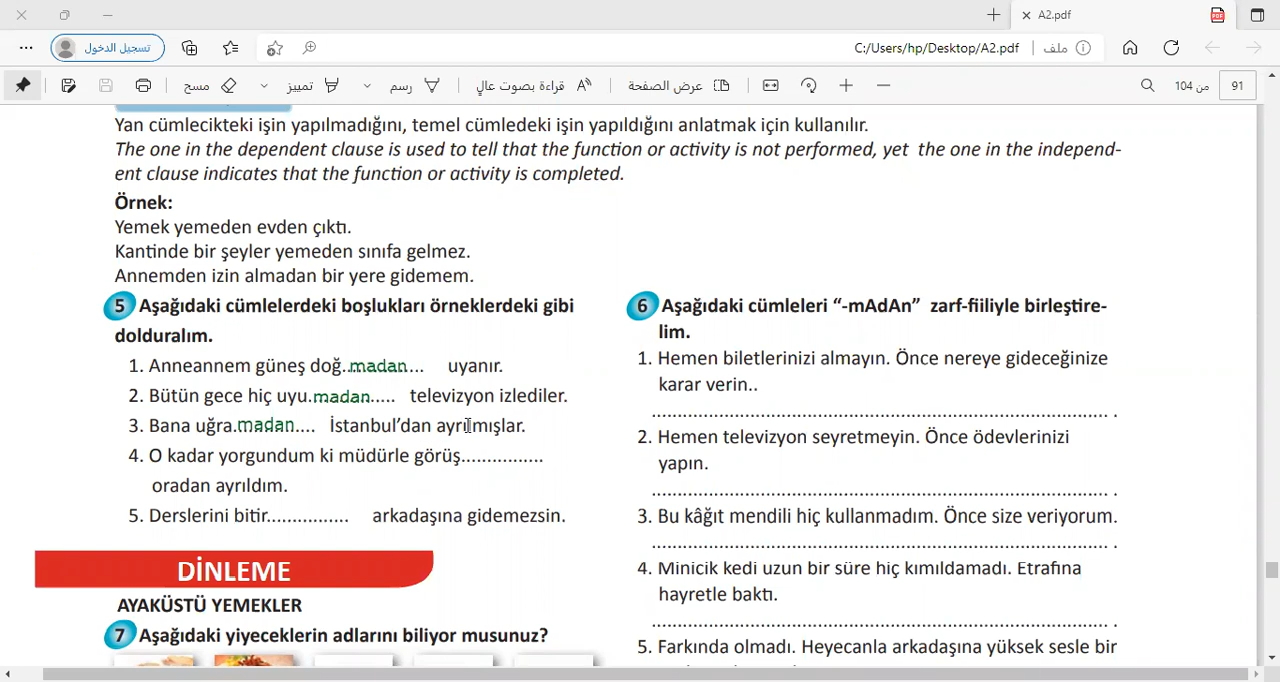 A2.pdf
تسجيل الدخول
ملف
C:/Users/hp/Desktop/A2.pdf
مسح
تمييز
رسم
قراءة بصوت عالٍ
عرض الصفحة
من 104
91
Yan cümlecikteki işin yapılmadığını, temel cümledeki işin yapıldığını anlatmak için kullanılır.
The one in the dependent clause is used to tell that the function or activity is not performed, yet the one in the independ-
ent clause indicates that the function or activity is completed.
Örnek:
Yemek yemeden evden çıktı.
Kantinde bir şeyler yemeden sınıfa gelmez.
Annemden izin almadan bir yere gidemem.
5 Aşağıdaki cümlelerdeki boşlukları örneklerdeki gibi
dolduralım.
1. Anneannem güneş doğ..madan... uyanır.
2. Bütün gece hiç uyu.madan..... televizyon izlediler.
3. Bana uğra.madan.... İstanbul’dan ayrılmışlar.
4. O kadar yorgundum ki müdürle görüş................
oradan ayrıldım.
5. Derslerini bitir................ arkadaşına gidemezsin.
DİNLEME
AYAKÜSTÜ YEMEKLER
7 Aşağıdaki yiyeceklerin adlarını biliyor musunuz?
6 Aşağıdaki cümleleri “-mAdAn” zarf-fiiliyle birleştire-
lim.
1. Hemen biletlerinizi almayın. Önce nereye gideceğinize
karar verin..
.................................................................................... .
2. Hemen televizyon seyretmeyin. Önce ödevlerinizi
yapın.
.................................................................................... .
3. Bu kâğıt mendili hiç kullanmadım. Önce size veriyorum.
.................................................................................... .
4. Minicik kedi uzun bir süre hiç kımıldamadı. Etrafına
hayretle baktı.
.................................................................................... .
5. Farkında olmadı. Heyecanla arkadaşına yüksek sesle bir